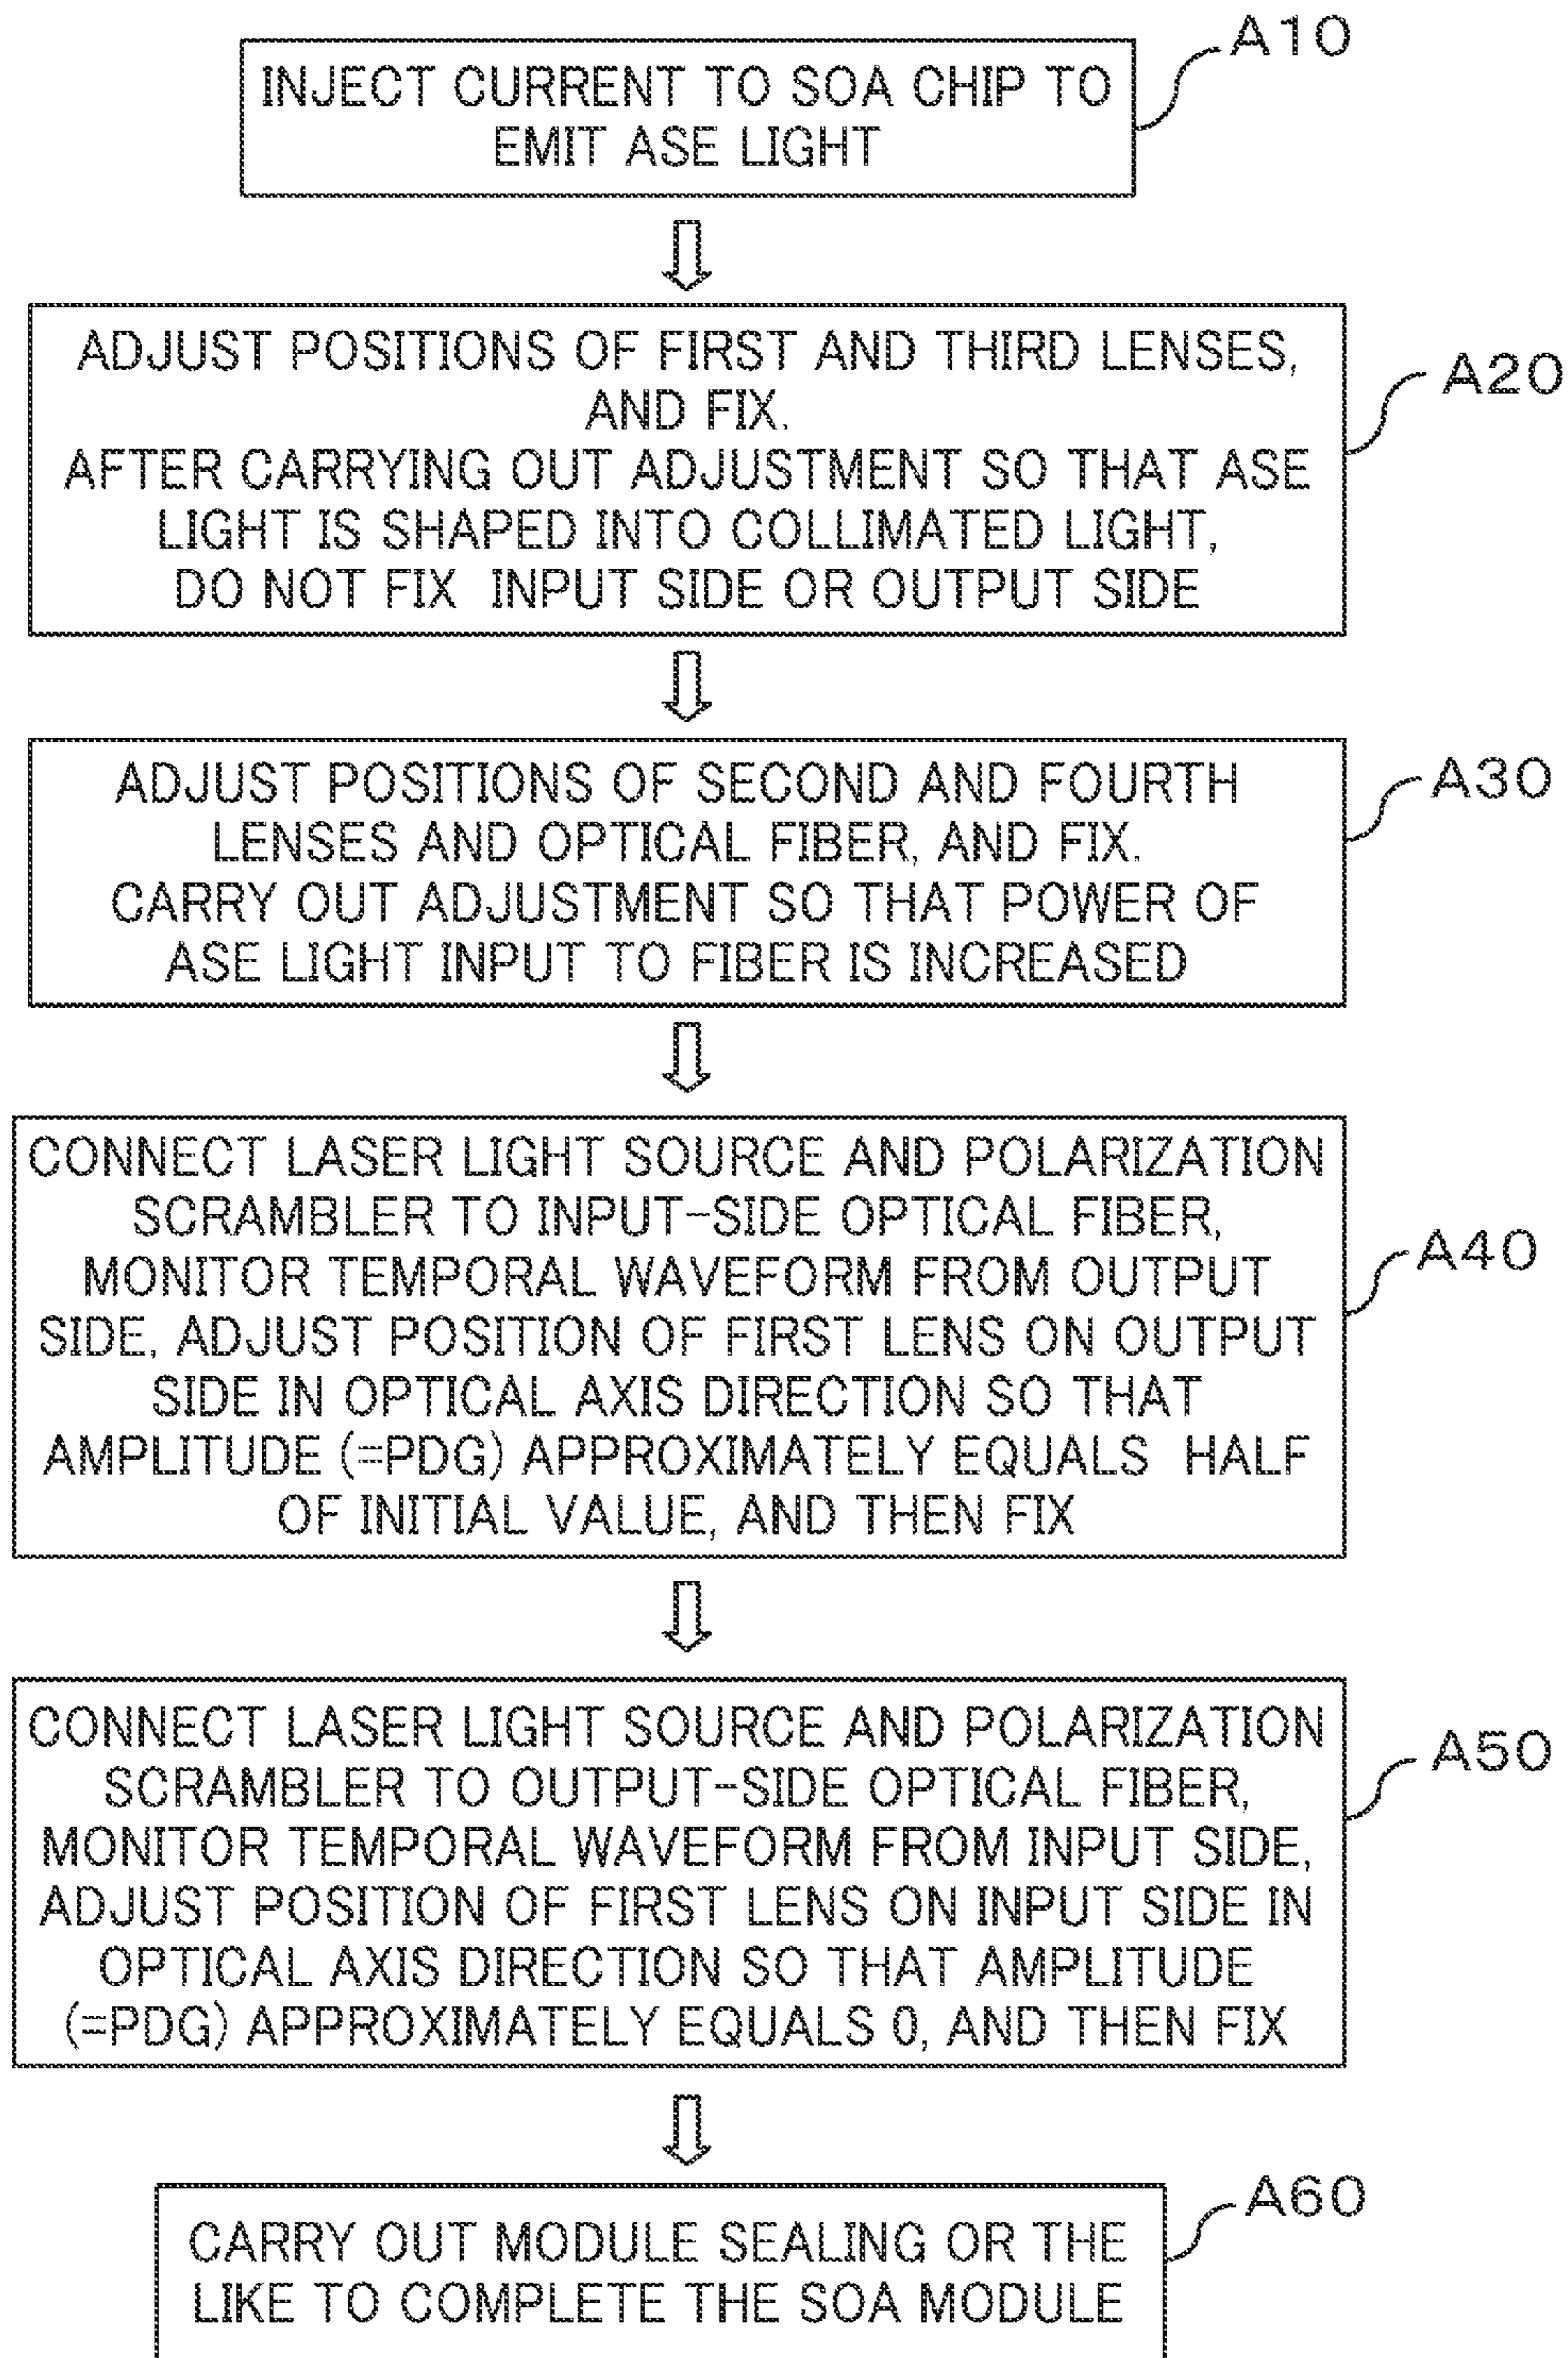 A10
INJECT CURRENT TO SOA CHIP TO
EMIT ASE LIGHT
A20
ADJUST POSITIONS OF FIRST AND THIRD LENSES,
AND FIX.
AFTER CARRYING OUT ADJUSTMENT SO THAT ASE
LIGHT IS SHAPED INTO COLLIMATED LIGHT,
DO NOT FIX INPUT SIDE OR OUTPUT SIDE
A30
ADJUST POSITIONS OF SECOND AND FOURTH
LENSES AND OPTICAL FIBER, AND FIX.
CARRY OUT ADJUSTMENT SO THAT POWER OF
ASE LIGHT INPUT TO FIBER IS INCREASED
A40
CONNECT LASER LIGHT SOURCE AND POLARIZATION
SCRAMBLER TO INPUT-SIDE OPTICAL FIBER,
MONITOR TEMPORAL WAVEFORM FROM OUTPUT
SIDE, ADJUST POSITION OF FIRST LENS ON OUTPUT
SIDE IN OPTICAL AXIS DIRECTION SO THAT
AMPLITUDE (=PDG) APPROXIMATELY EQUALS HALF
OF INITIAL VALUE, AND THEN FIX
A50
CONNECT LASER LIGHT SOURCE AND POLARIZATION
SCRAMBLER TO OUTPUT-SIDE OPTICAL FIBER,
MONITOR TEMPORAL WAVEFORM FROM INPUT SIDE,
ADJUST POSITION OF FIRST LENS ON INPUT SIDE IN
OPTICAL AXIS DIRECTION SO THAT AMPLITUDE
(=PDG) APPROXIMATELY EQUALS 0, AND THEN FIX
A60
CARRY OUT MODULE SEALING OR THE
LIKE TO COMPLETE THE SOA MODULE